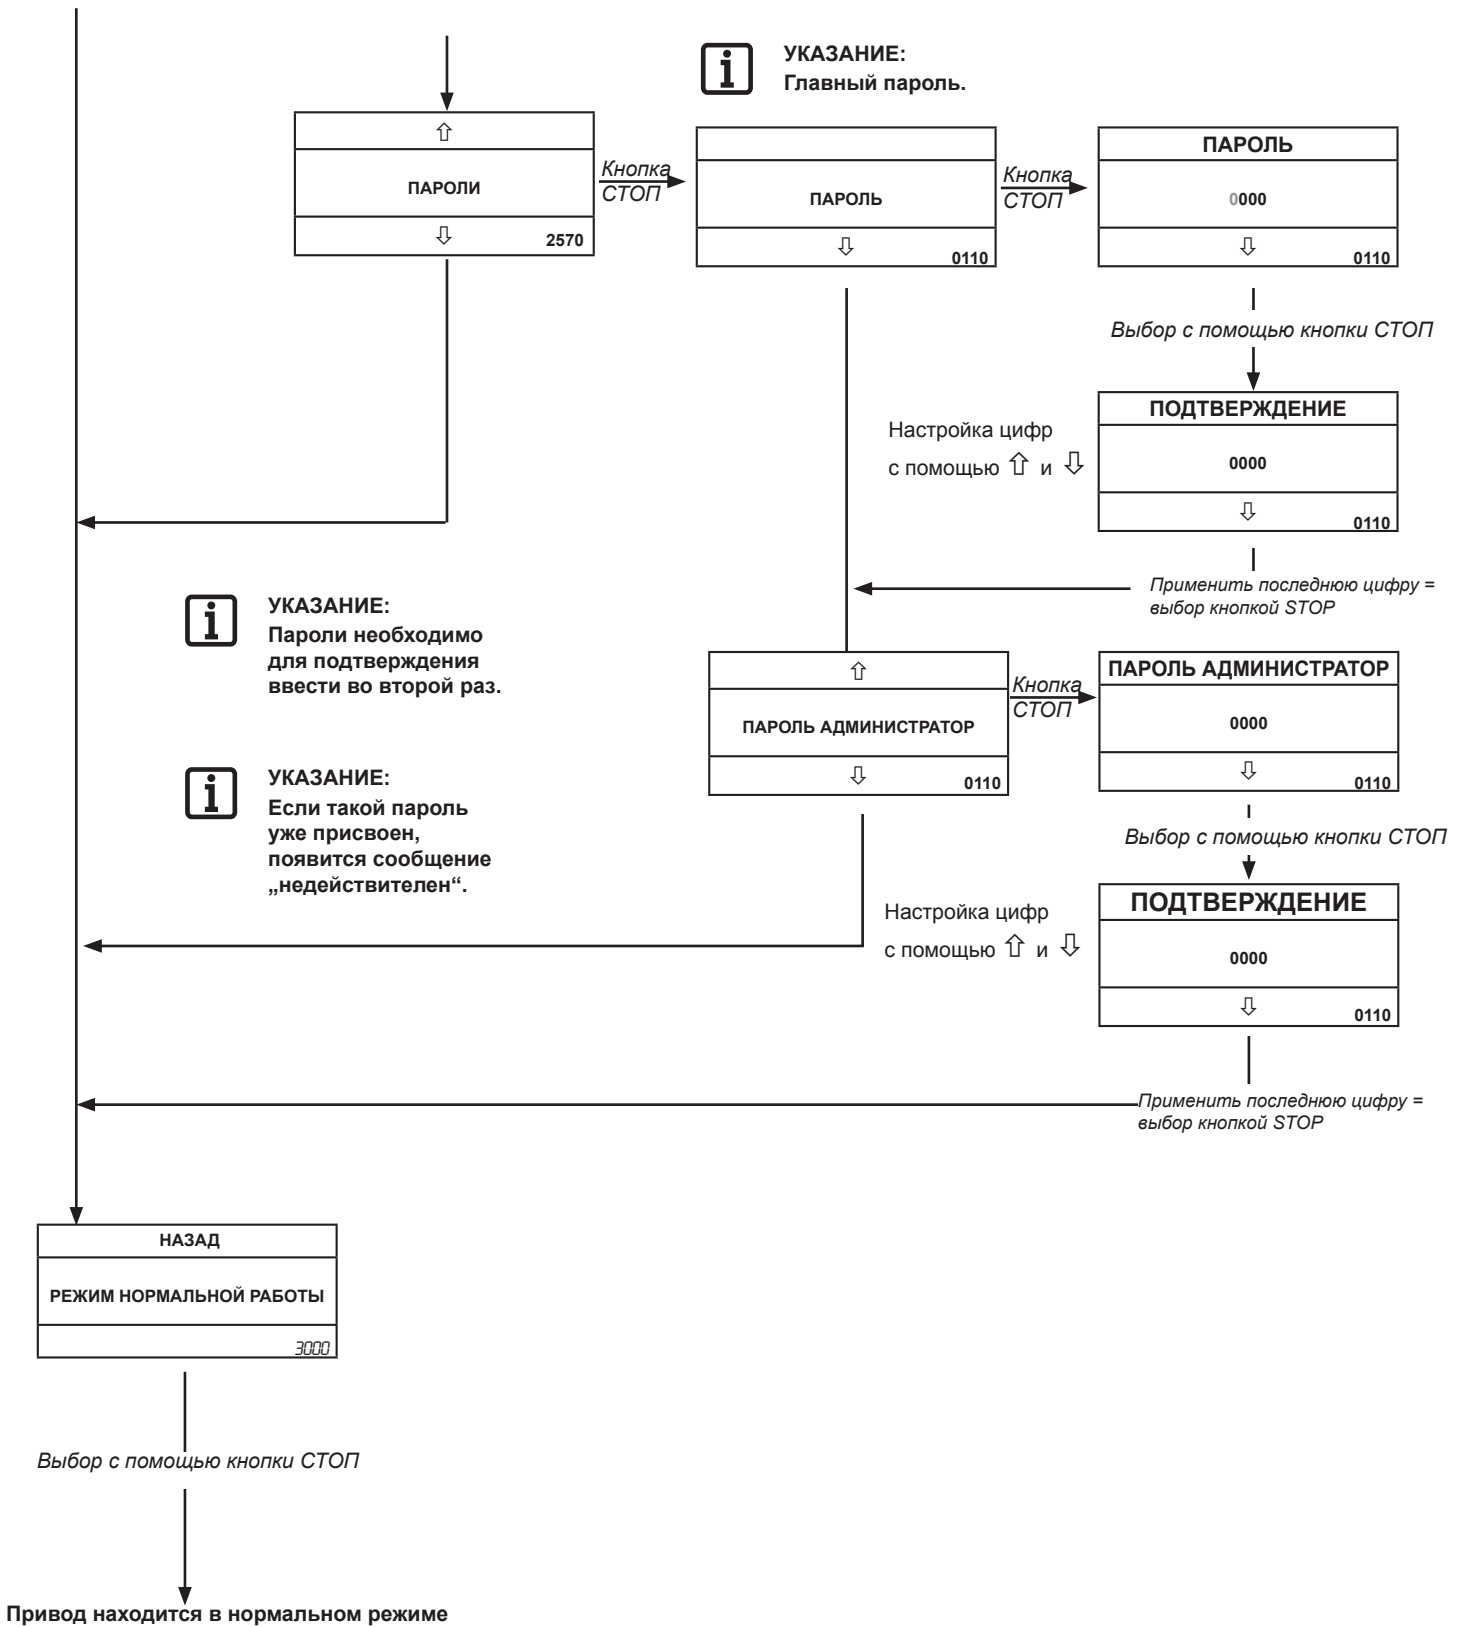 УКАЗАНИЕ:
Главный пароль.
⇧
ПАРОЛИ
⇩ 2570
Кнопка
СТОП
ПАРОЛЬ
⇩ 0110
Кнопка
СТОП
ПАРОЛЬ
0000
⇩ 0110
Выбор с помощью кнопки СТОП
ПОДТВЕРЖДЕНИЕ
0000
⇩ 0110
Настройка цифр
с помощью ⇧ и ⇩
Применить последнюю цифру =
выбор кнопкой STOP
УКАЗАНИЕ:
Пароли необходимо
для подтверждения
ввести во второй раз.
⇧
ПАРОЛЬ АДМИНИСТРАТОР
⇩ 0110
Кнопка
СТОП
ПАРОЛЬ АДМИНИСТРАТОР
0000
⇩ 0110
УКАЗАНИЕ:
Если такой пароль
уже присвоен,
появится сообщение
„недействителен“.
Выбор с помощью кнопки СТОП
ПОДТВЕРЖДЕНИЕ
0000
⇩ 0110
Настройка цифр
с помощью ⇧ и ⇩
Применить последнюю цифру =
выбор кнопкой STOP
НАЗАД
РЕЖИМ НОРМАЛЬНОЙ РАБОТЫ
3000
Выбор с помощью кнопки СТОП
Привод находится в нормальном режиме